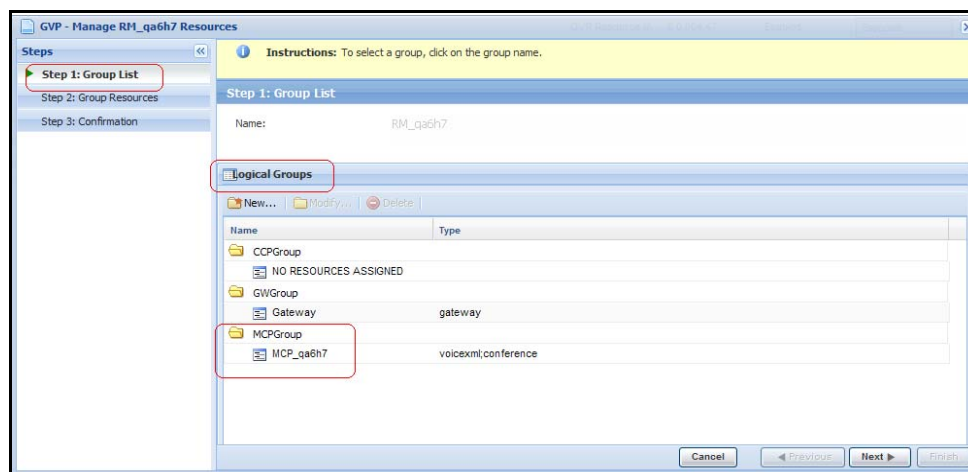 GVP - Manage RM_qa6h7 Resources
Steps
Step 1: Group List
Step 2: Group Resources
Step 3: Confirmation
Instructions: To select a group, click on the group name.
Step 1: Group List
Name: RM_qa6h7
Logical Groups
New... Modify... Delete
Name Type
CCPGroup
NO RESOURCES ASSIGNED
GWGroup
Gateway gateway
MCPGroup
MCP_qa6h7 voicexml;conference
Cancel Previous Next Finish